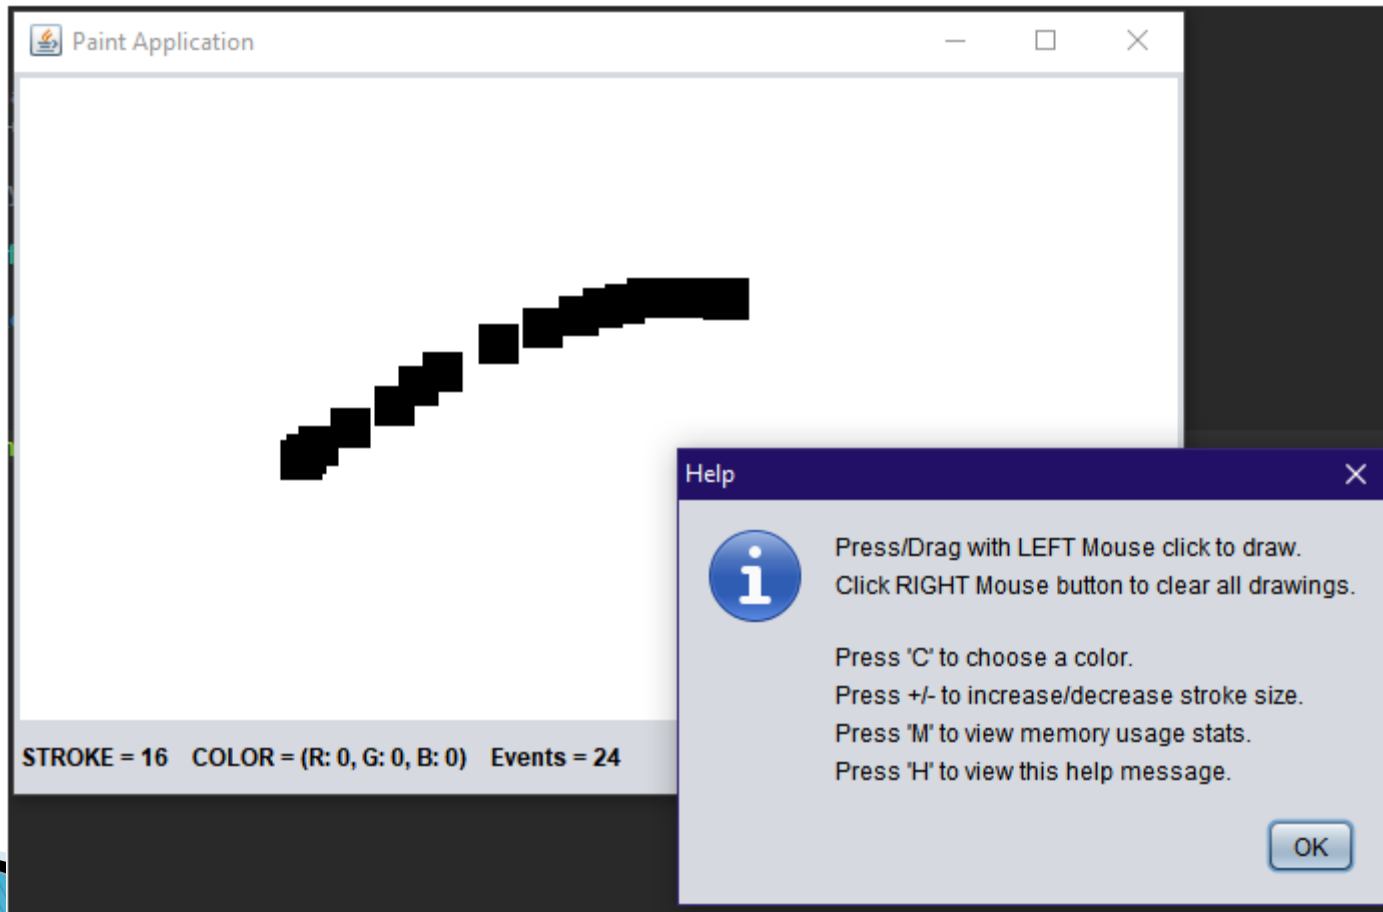 Paint Application
STROKE = 16 COLOR = (R: 0, G: 0, B: 0) Events = 24
Help
Press/Drag with LEFT Mouse click to draw.
Click RIGHT Mouse button to clear all drawings.
Press 'C' to choose a color.
Press +/- to increase/decrease stroke size.
Press 'M' to view memory usage stats.
Press 'H' to view this help message.
OK